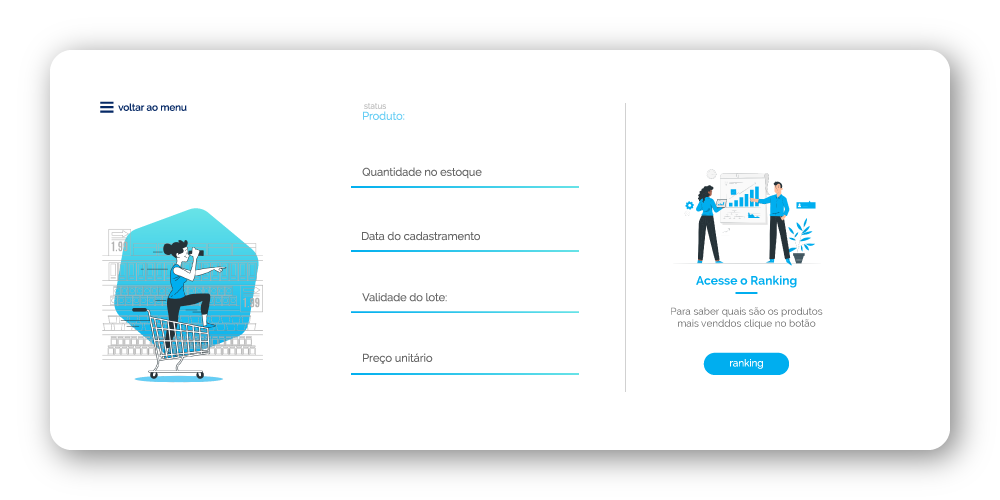 voltar ao menu
status
Produto:
Quantidade no estoque
Data do cadastramento
Validade do lote:
Preço unitário
1.99
1.99
Acesse o Ranking
Para saber quais são os produtos
mais venddos clique no botão
ranking